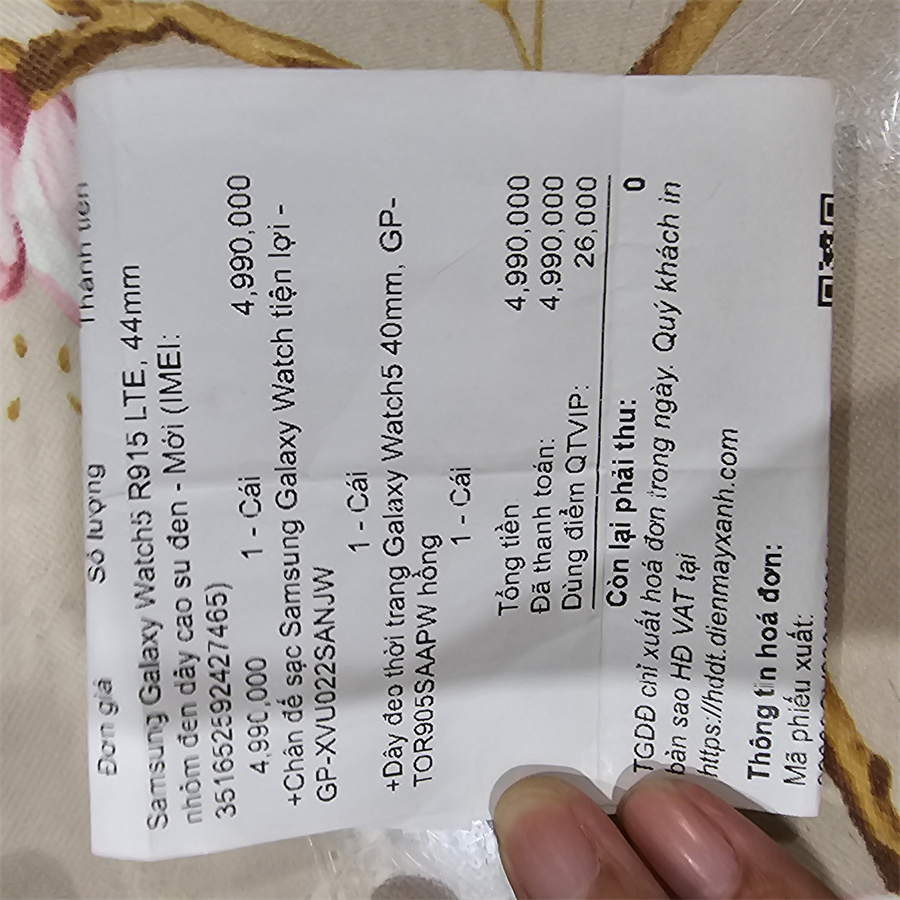 Đơn giá Số lượng Thành tiền
Samsung Galaxy Watch5 R915 LTE, 44mm
nhôm đen dây cao su đen - Mới (IMEI:
351652592427465)
4,990,000 1 - Cái 4,990,000
+Chân đế sạc Samsung Galaxy Watch tiện lợi -
GP-XVU022SANJW
1 - Cái
+Dây đeo thời trang Galaxy Watch5 40mm, GP-
TOR905SAAPW hồng
1 - Cái
Tổng tiền: 4,990,000
Đã thanh toán: 4,990,000
Dùng điểm QTVIP: 26,000
Còn lại phải thu: 0
TGDĐ chỉ xuất hoá đơn trong ngày. Quý khách in
bản sao HĐ VAT tại
https://hddt.dienmayxanh.com
Thông tin hoá đơn:
Mã phiếu xuất: